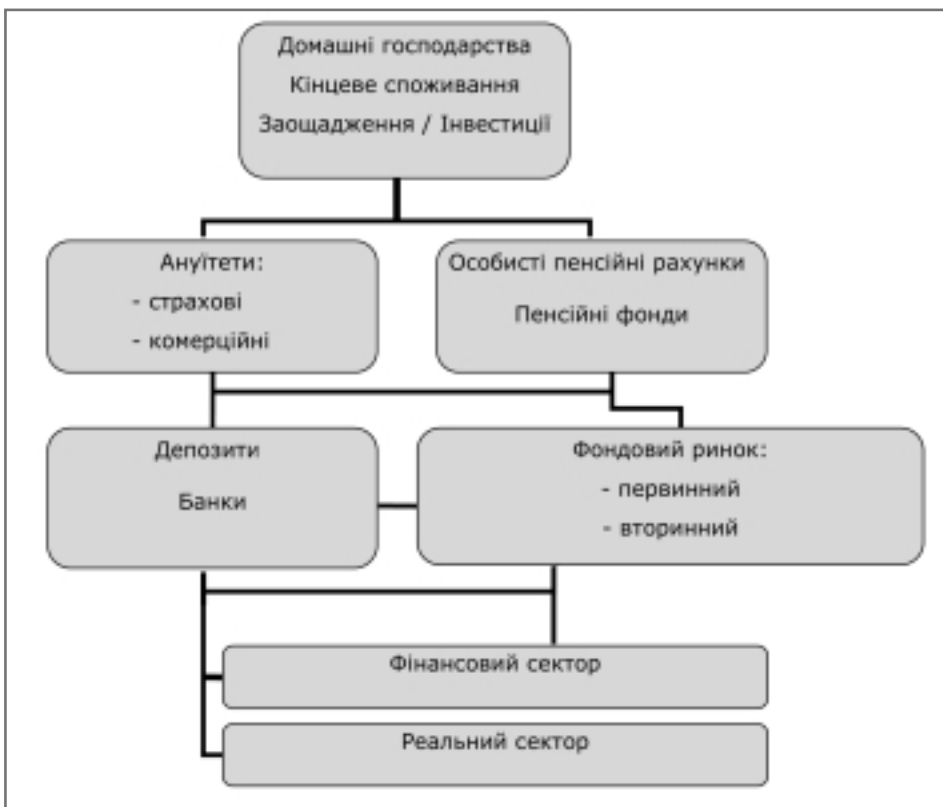 Домашні господарства
Кінцеве споживання
Заощадження / Інвестиції
Ануїтети:
- страхові
- комерційні
Особисті пенсійні рахунки
Пенсійні фонди
Депозити
Банки
Фондовий ринок:
- первинний
- вторинний
Фінансовий сектор
Реальний сектор